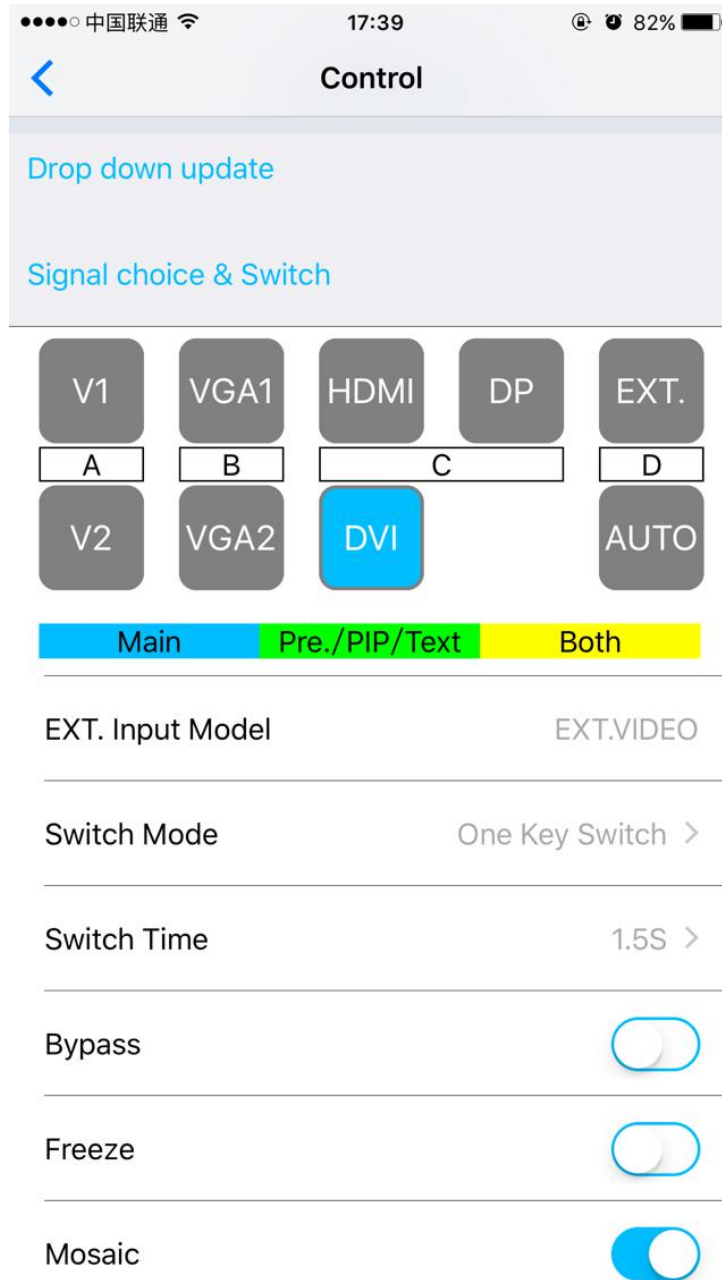 中国联通 17:39 82%
Control
Drop down update
Signal choice & Switch
V1 VGA1 HDMI DP EXT.
A B C D
V2 VGA2 DVI AUTO
Main Pre./PIP/Text Both
EXT. Input Model EXT.VIDEO
Switch Mode One Key Switch >
Switch Time 1.5S >
Bypass
Freeze
Mosaic